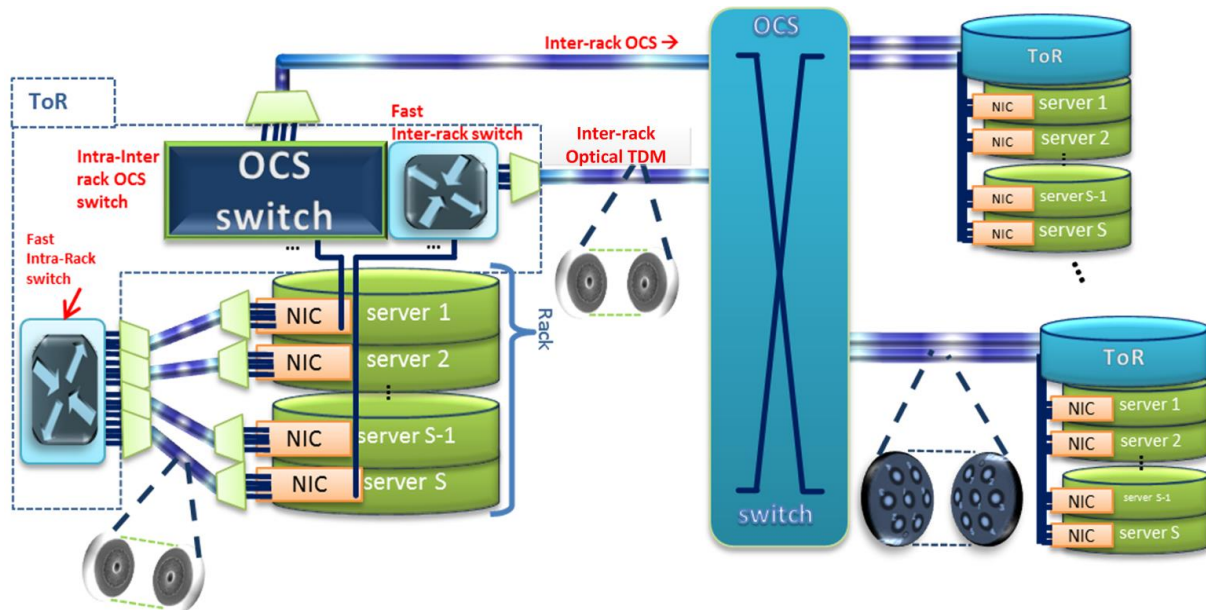 OCS
Inter-rack OCS →
ToR
ToR
Fast
Inter-rack switch
NIC server 1
Inter-rack
Optical TDM
NIC server 2
Intra-Inter
rack OCS
switch
OCS
switch
...
...
...
NIC server S-1
NIC server S
Fast
Intra-Rack
switch
...
NIC server 1
Rack
NIC server 2
...
NIC server S-1
NIC server S
ToR
NIC server 1
NIC server 2
...
NIC server S-1
NIC server S
switch